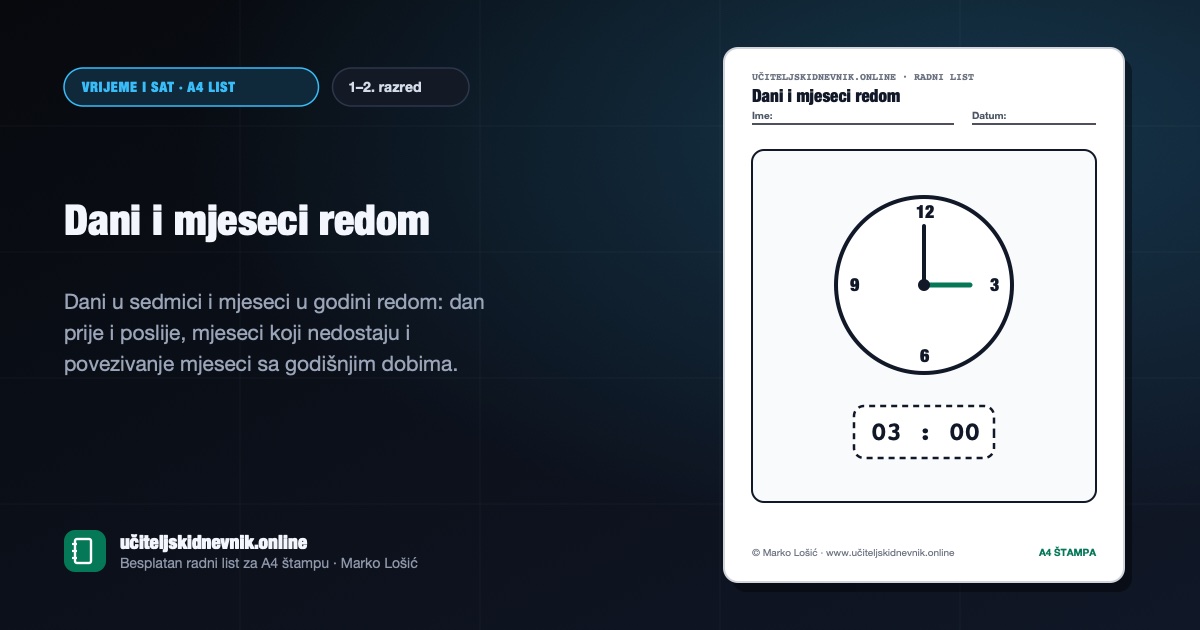 VRIJEME I SAT · A4 LIST
1–2. razred
Dani i mjeseci redom
Dani u sedmici i mjeseci u godini redom: dan
prije i poslije, mjeseci koji nedostaju i
povezivanje mjeseci sa godišnjim dobima.
učiteljskidnevnik.online
Besplatan radni list za A4 štampu · Marko Lošić
UČITELJSKIDNEVNIK.ONLINE · RADNI LIST
Dani i mjeseci redom
Ime:
Datum:
12
9
3
6
03 : 00
© Marko Lošić · www.učiteljskidnevnik.online
A4 ŠTAMPA